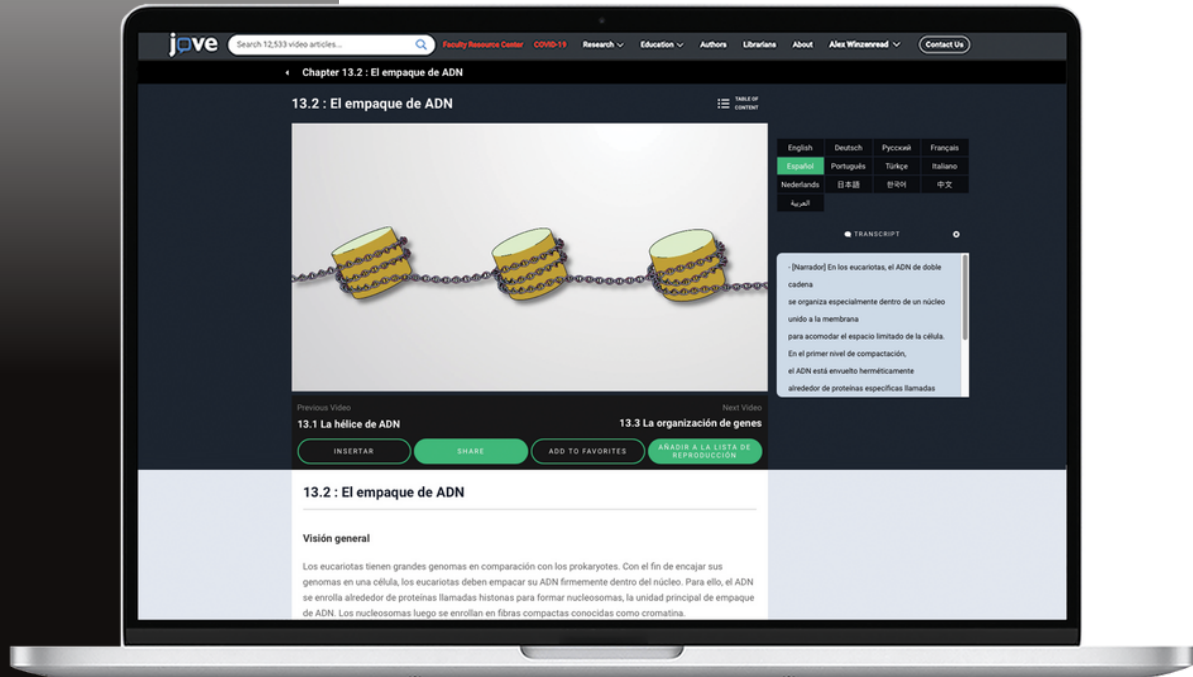 jove
Search 12,533 video articles...
Faculty Resource Center COVID-19 Research Education Authors Librarians About Alex Winzenread Contact Us
Chapter 13.2 : El empaque de ADN
13.2 : El empaque de ADN
TABLE OF
CONTENT
English Deutsch Русский Français
Español Português Türkçe Italiano
Nederlands 日本語 한국어 中文
العربية
TRANSCRIPT
- [Narrador] En los eucariotas, el ADN de doble
cadena
se organiza especialmente dentro de un núcleo
unido a la membrana
para acomodar el espacio limitado de la célula.
En el primer nivel de compactación,
el ADN está envuelto herméticamente
alrededor de proteínas específicas llamadas
Previous Video Next Video
13.1 La hélice de ADN 13.3 La organización de genes
INSERTAR SHARE ADD TO FAVORITES AÑADIR A LA LISTA DE
REPRODUCCIÓN
13.2 : El empaque de ADN
Visión general
Los eucariotas tienen grandes genomas en comparación con los prokaryotes. Con el fin de encajar sus
genomas en una célula, los eucariotas deben empacar su ADN firmemente dentro del núcleo. Para ello, el ADN
se enrolla alrededor de proteínas llamadas histonas para formar nucleosomas, la unidad principal de empaque
de ADN. Los nucleosomas luego se enrollan en fibras compactas conocidas como cromatina.